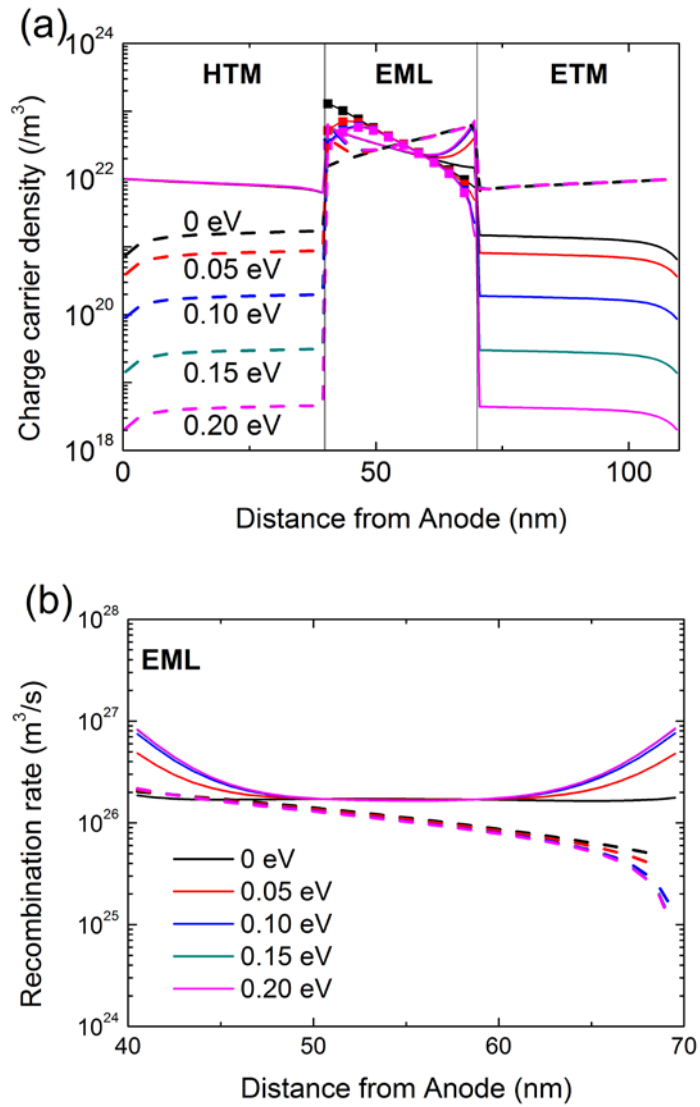 (a)
10^24
10^22
10^20
10^18
Charge carrier density (/m^3)
HTM EML ETM
0 eV
0.05 eV
0.10 eV
0.15 eV
0.20 eV
0 50 100
Distance from Anode (nm)
(b)
10^28
10^27
10^26
10^25
10^24
Recombination rate (m^3/s)
EML
0 eV
0.05 eV
0.10 eV
0.15 eV
0.20 eV
40 50 60 70
Distance from Anode (nm)